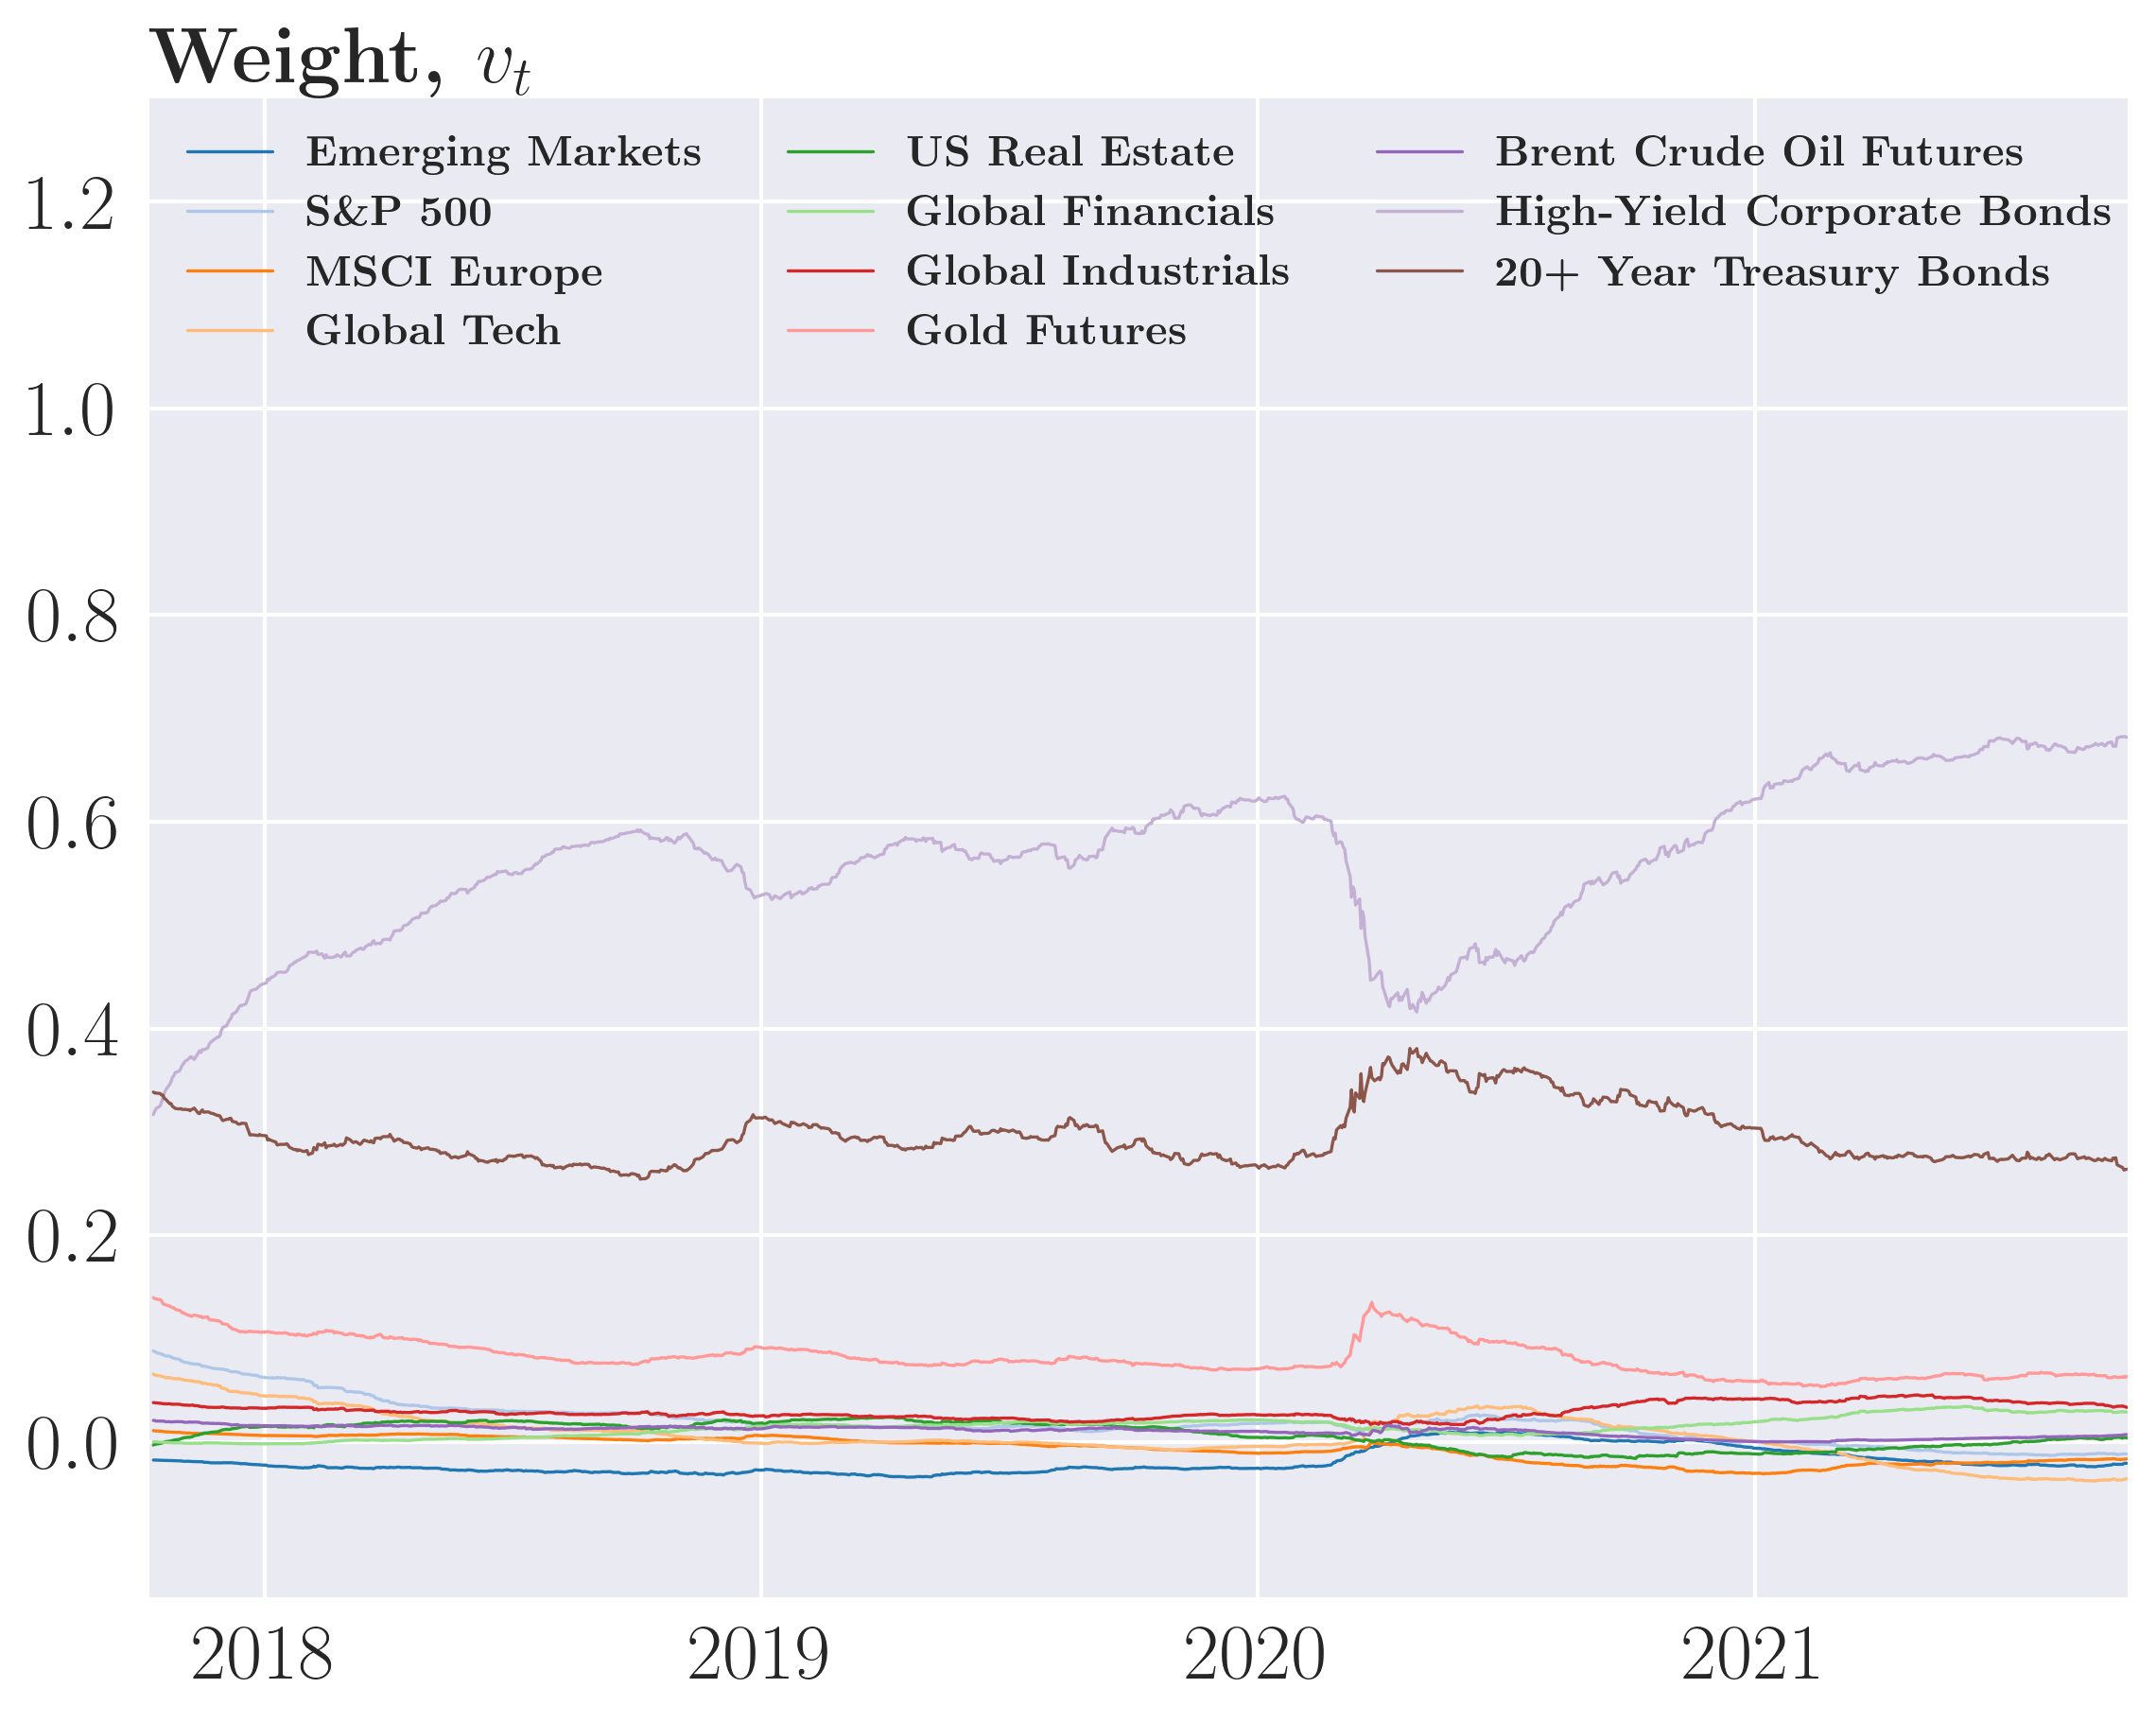 Weight, v_t
Emerging Markets
S&P 500
MSCI Europe
Global Tech
US Real Estate
Global Financials
Global Industrials
Gold Futures
Brent Crude Oil Futures
High-Yield Corporate Bonds
20+ Year Treasury Bonds
1.2
1.0
0.8
0.6
0.4
0.2
0.0
2018 2019 2020 2021